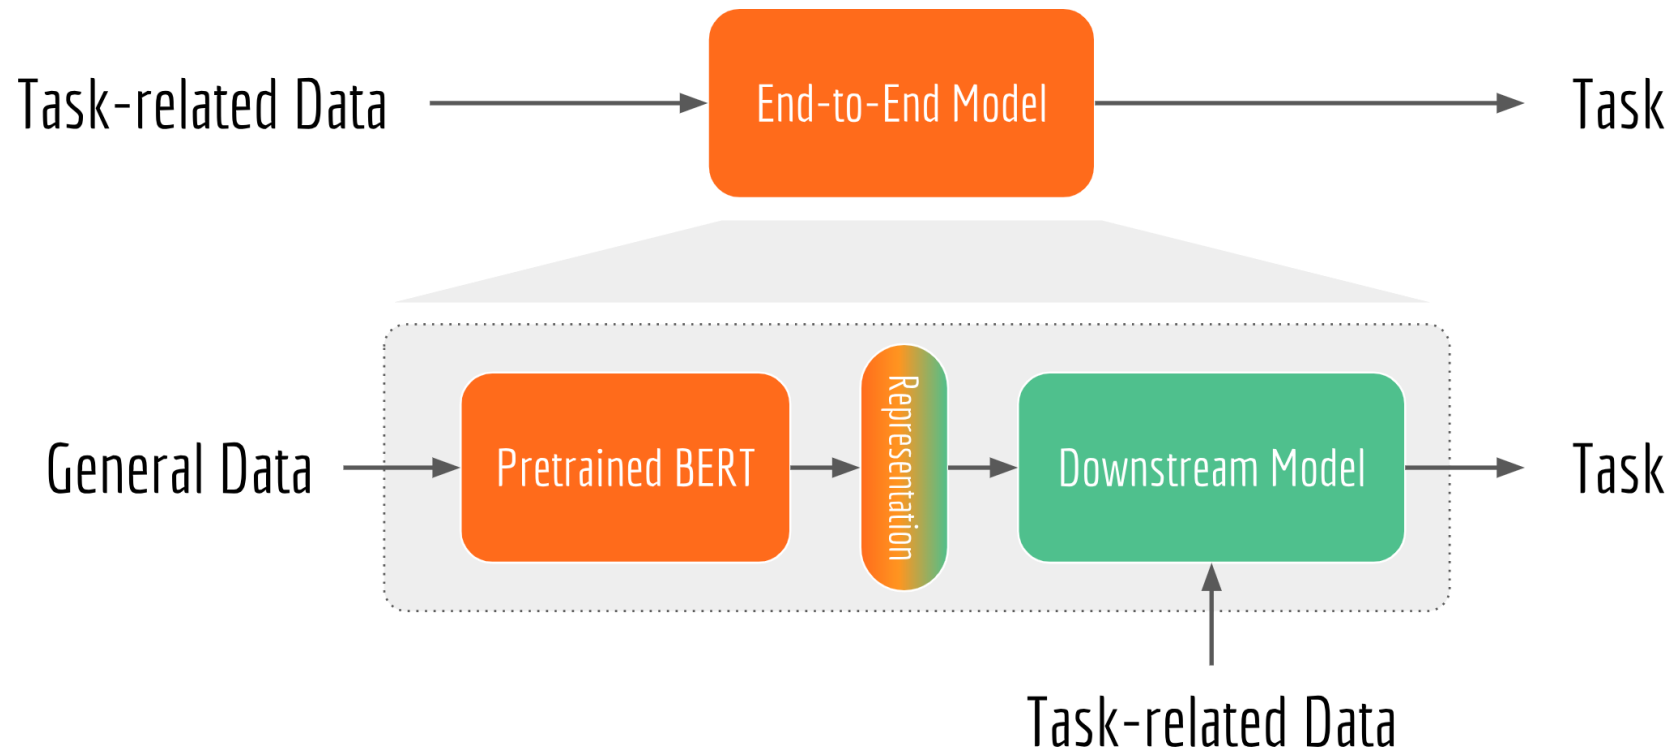 Task-related Data
End-to-End Model
Task
General Data
Pretrained BERT
Representation
Downstream Model
Task
Task-related Data